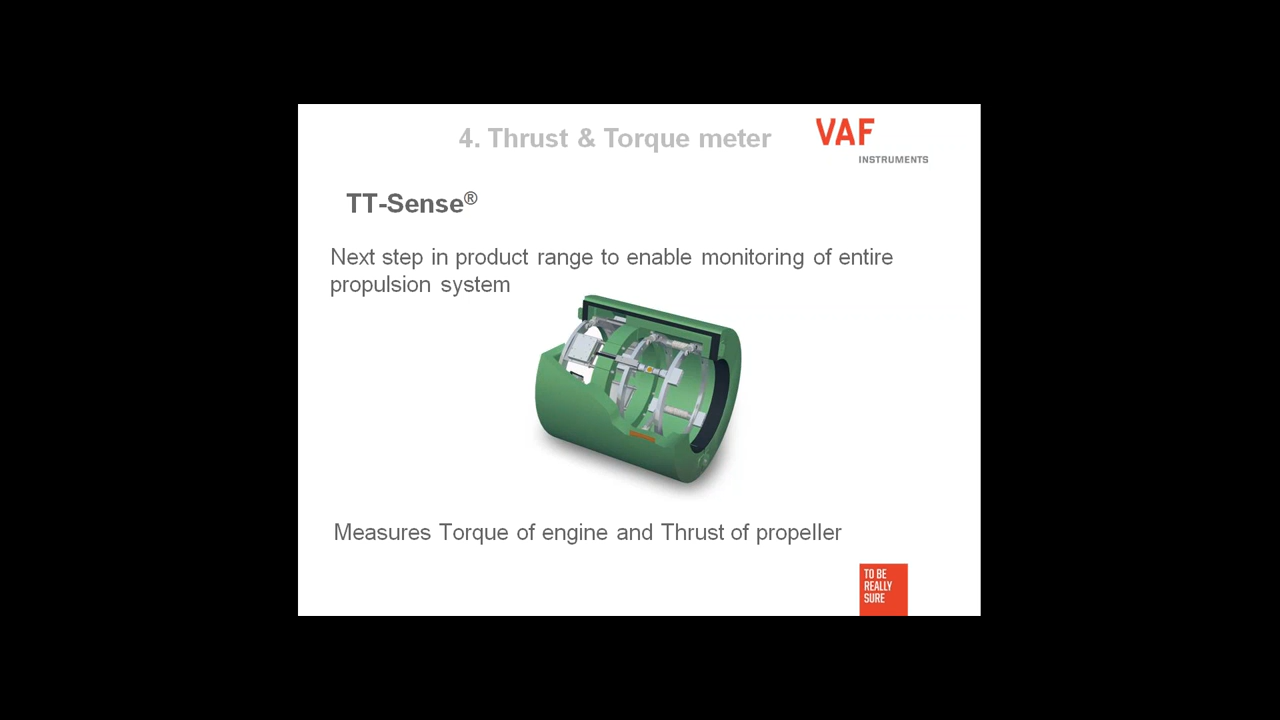 4. Thrust & Torque meter
VAF
INSTRUMENTS
TT-Sense®
Next step in product range to enable monitoring of entire
propulsion system
Measures Torque of engine and Thrust of propeller
TO BE
REALLY
SURE